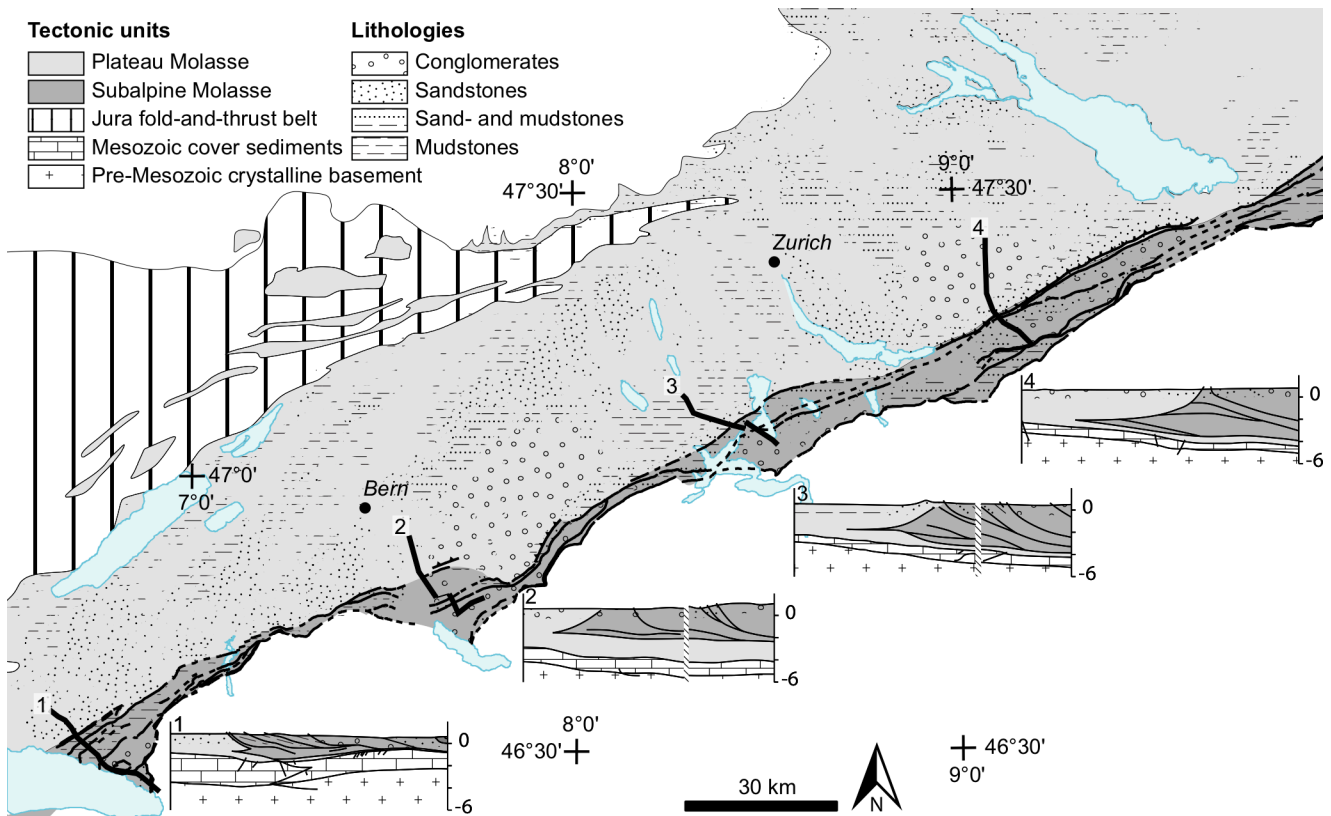 Tectonic units
Plateau Molasse
Subalpine Molasse
Jura fold-and-thrust belt
Mesozoic cover sediments
Pre-Mesozoic crystalline basement
Lithologies
Conglomerates
Sandstones
Sand- and mudstones
Mudstones
8°0'
47°30'
9°0'
47°30'
4
Zurich
3
4
0
-6
47°0'
7°0'
Bern
2
3
0
-6
2
0
-6
1
1
0
-6
8°0'
46°30'
46°30'
9°0'
30 km
N